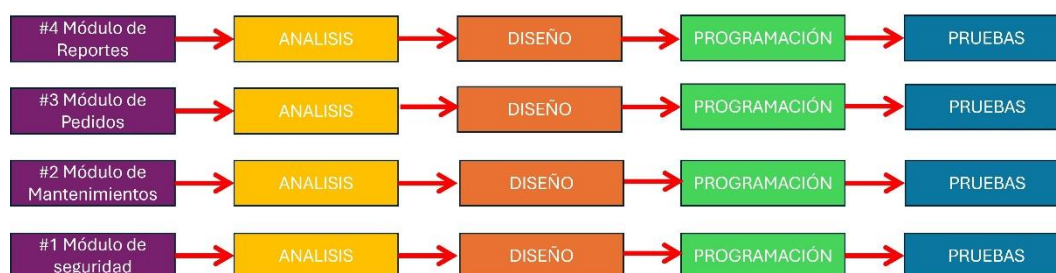 #4 Módulo de
Reportes
ANALISIS
DISEÑO
PROGRAMACIÓN
PRUEBAS
#3 Módulo de
Pedidos
ANALISIS
DISEÑO
PROGRAMACIÓN
PRUEBAS
#2 Módulo de
Mantenimientos
ANALISIS
DISEÑO
PROGRAMACIÓN
PRUEBAS
#1 Módulo de
seguridad
ANALISIS
DISEÑO
PROGRAMACIÓN
PRUEBAS